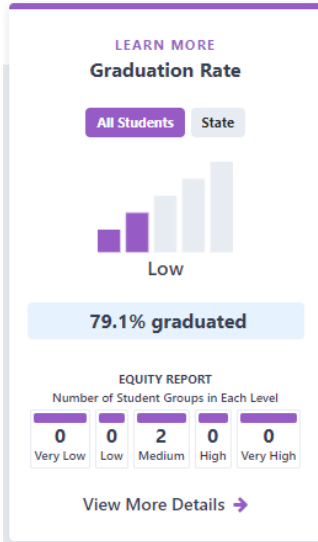 LEARN MORE
Graduation Rate
All Students State
Low
79.1% graduated
EQUITY REPORT
Number of Student Groups in Each Level
0 0 2 0 0
Very Low Low Medium High Very High
View More Details →